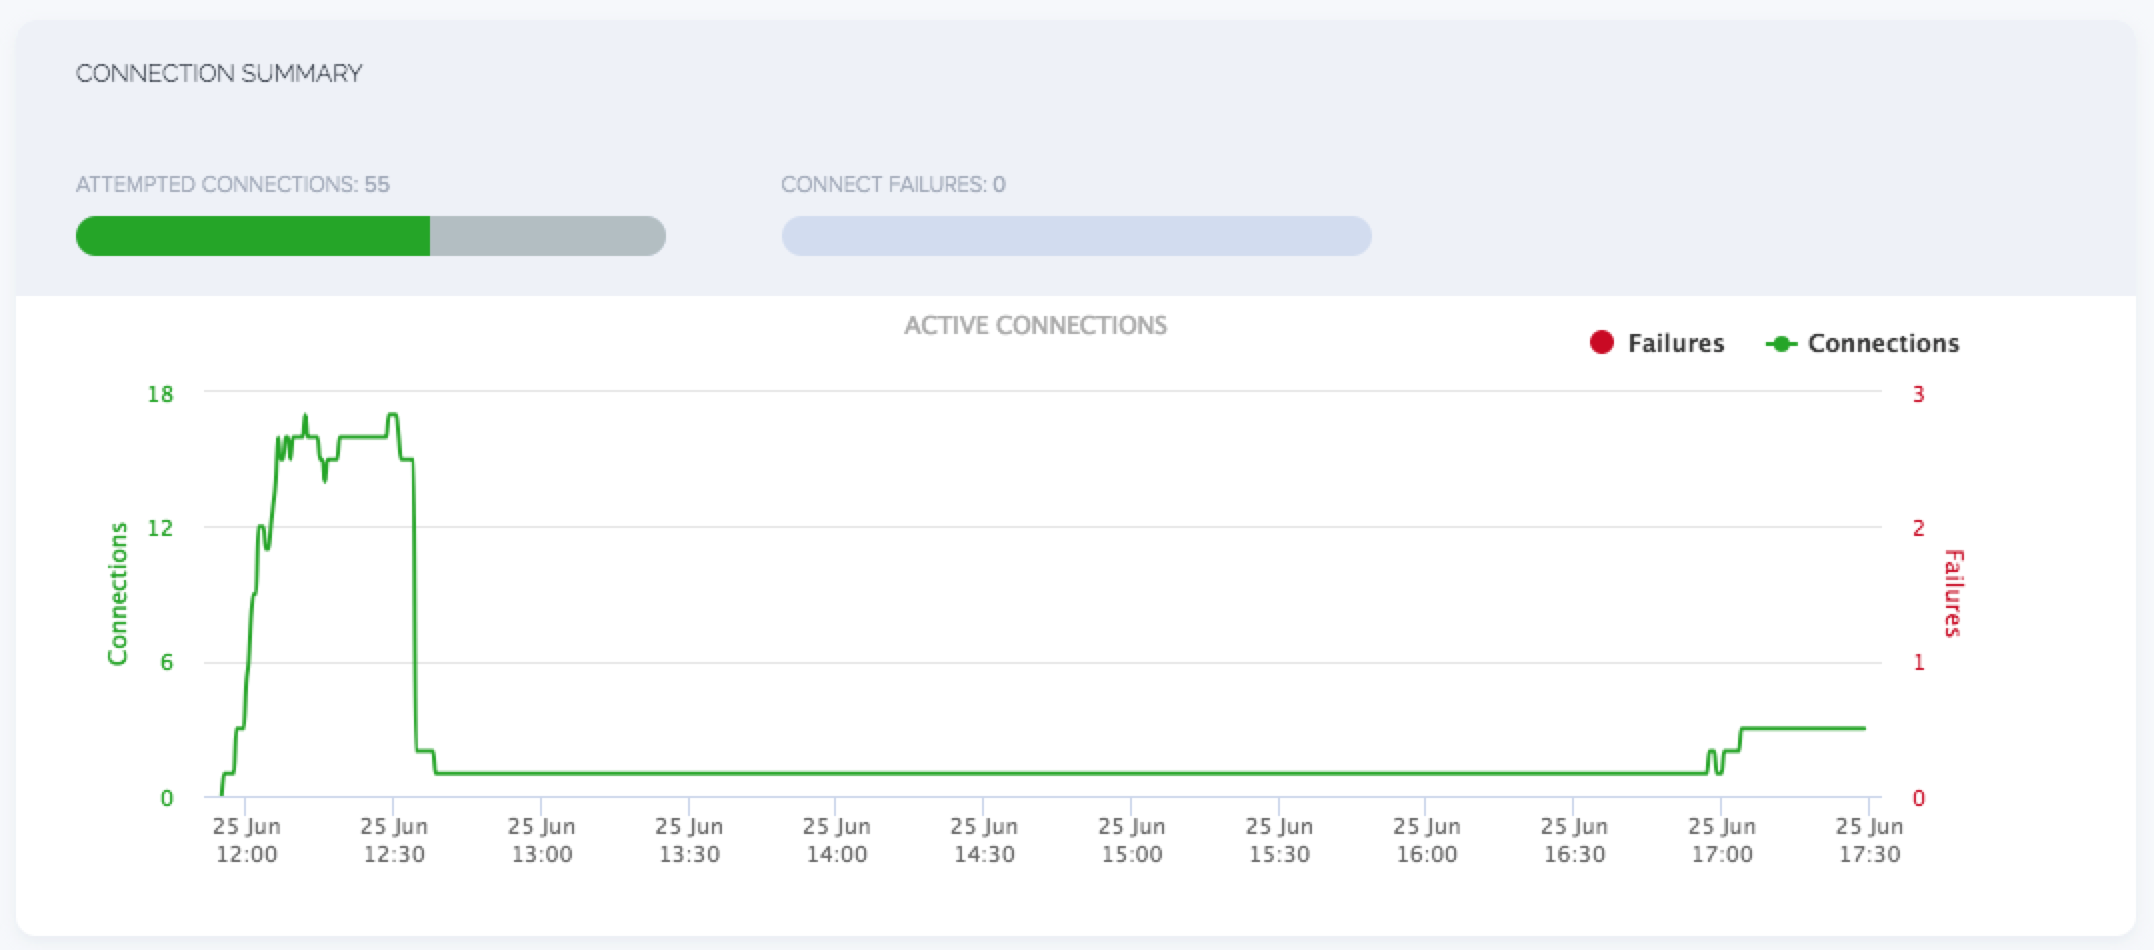 CONNECTION SUMMARY
ATTEMPTED CONNECTIONS: 55
CONNECT FAILURES: 0
ACTIVE CONNECTIONS
Failures
Connections
18
12
6
0
Connections
3
2
1
0
Failures
25 Jun
12:00
25 Jun
12:30
25 Jun
13:00
25 Jun
13:30
25 Jun
14:00
25 Jun
14:30
25 Jun
15:00
25 Jun
15:30
25 Jun
16:00
25 Jun
16:30
25 Jun
17:00
25 Jun
17:30